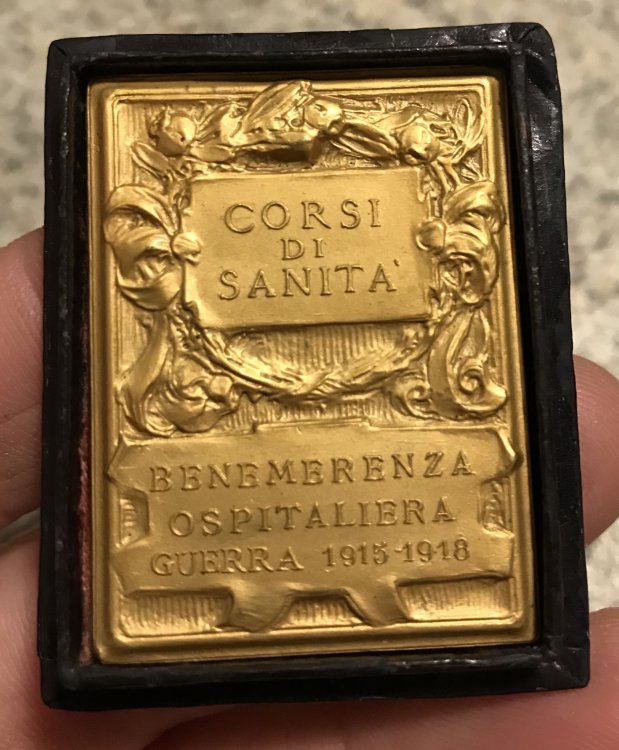 CORSI
DI
SANITA'
BENEMERENZA
OSPITALIERA
GUERRA 1915-1918